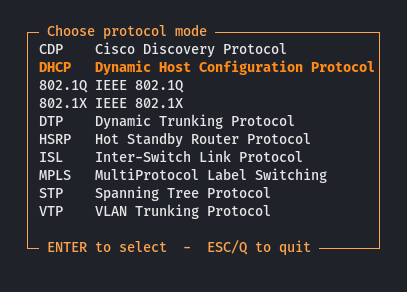 Choose protocol mode
CDP Cisco Discovery Protocol
DHCP Dynamic Host Configuration Protocol
802.1Q IEEE 802.1Q
802.1X IEEE 802.1X
DTP Dynamic Trunking Protocol
HSRP Hot Standby Router Protocol
ISL Inter-Switch Link Protocol
MPLS MultiProtocol Label Switching
STP Spanning Tree Protocol
VTP VLAN Trunking Protocol
ENTER to select - ESC/Q to quit